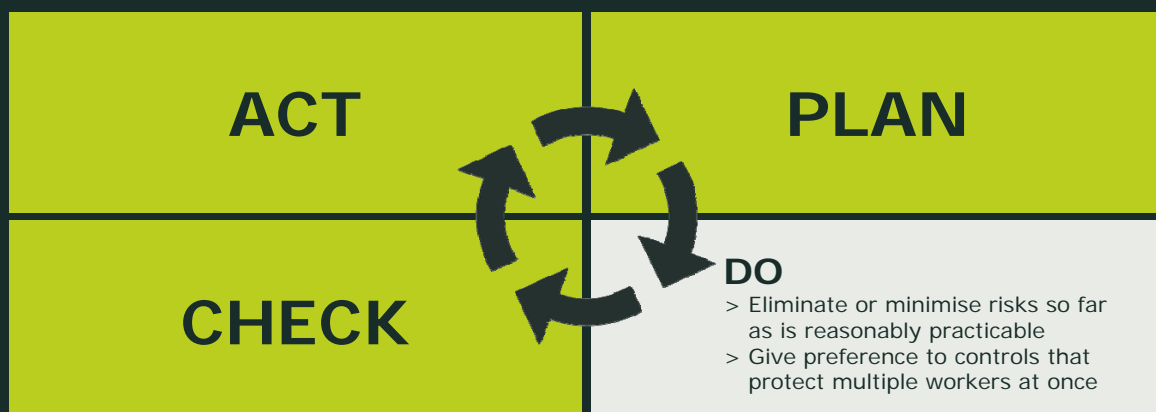 ACT
PLAN
CHECK
DO
> Eliminate or minimise risks so far
as is reasonably practicable
> Give preference to controls that
protect multiple workers at once